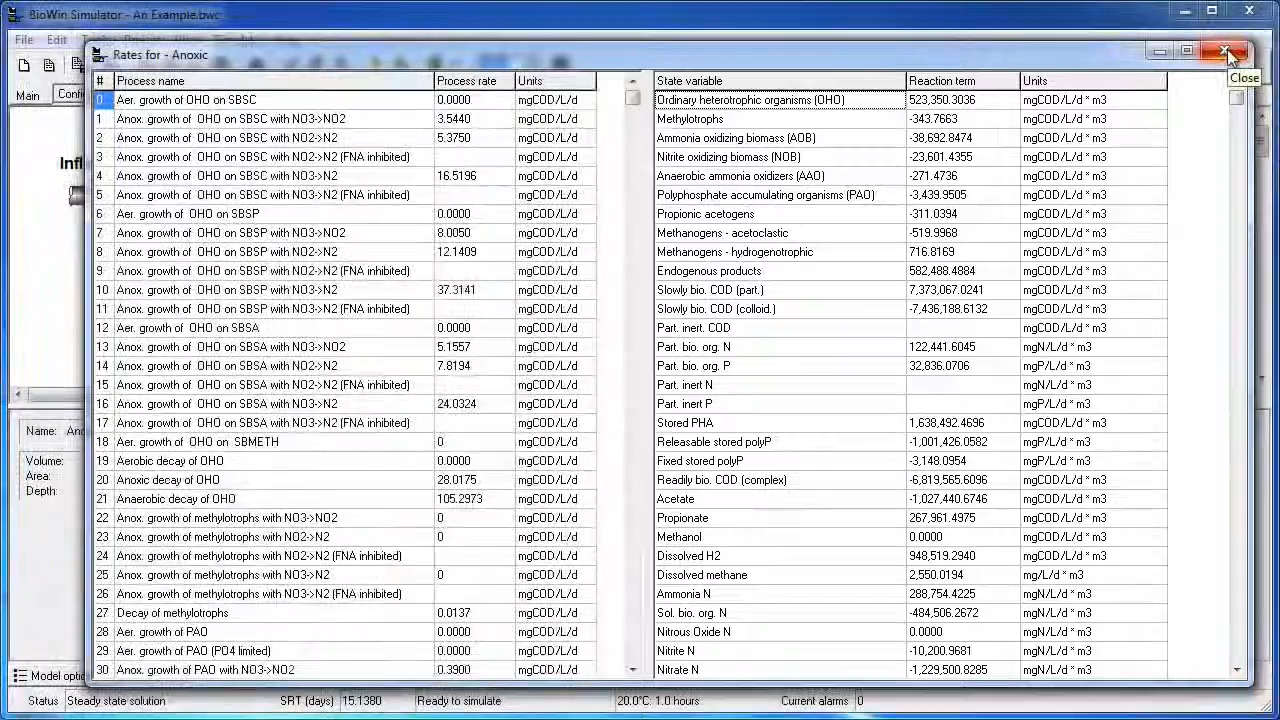 BioWin Simulator - An Example.bwc
File Edit
Main
Rates for - Anoxic
Close
# Process name Process rate Units
0 Aer. growth of OHO on SBSC 0.0000 mgCOD/L/d
1 Anox. growth of OHO on SBSC with NO3->NO2 3.5440 mgCOD/L/d
2 Anox. growth of OHO on SBSC with NO2->N2 5.3750 mgCOD/L/d
3 Anox. growth of OHO on SBSC with NO2->N2 (FNA inhibited) mgCOD/L/d
4 Anox. growth of OHO on SBSC with NO3->N2 16.5196 mgCOD/L/d
5 Anox. growth of OHO on SBSC with NO3->N2 (FNA inhibited) mgCOD/L/d
6 Aer. growth of OHO on SBSP 0.0000 mgCOD/L/d
7 Anox. growth of OHO on SBSP with NO3->NO2 8.0050 mgCOD/L/d
8 Anox. growth of OHO on SBSP with NO2->N2 12.1409 mgCOD/L/d
9 Anox. growth of OHO on SBSP with NO2->N2 (FNA inhibited) mgCOD/L/d
10 Anox. growth of OHO on SBSP with NO3->N2 37.3141 mgCOD/L/d
11 Anox. growth of OHO on SBSP with NO3->N2 (FNA inhibited) mgCOD/L/d
12 Aer. growth of OHO on SBSA 0.0000 mgCOD/L/d
13 Anox. growth of OHO on SBSA with NO3->NO2 5.1557 mgCOD/L/d
14 Anox. growth of OHO on SBSA with NO2->N2 7.8194 mgCOD/L/d
15 Anox. growth of OHO on SBSA with NO2->N2 (FNA inhibited) mgCOD/L/d
16 Anox. growth of OHO on SBSA with NO3->N2 24.0324 mgCOD/L/d
17 Anox. growth of OHO on SBSA with NO3->N2 (FNA inhibited) mgCOD/L/d
18 Aer. growth of OHO on SBMETH 0 mgCOD/L/d
19 Aerobic decay of OHO 0.0000 mgCOD/L/d
20 Anoxic decay of OHO 28.0175 mgCOD/L/d
21 Anaerobic decay of OHO 105.2973 mgCOD/L/d
22 Anox. growth of methylotrophs with NO3->NO2 0 mgCOD/L/d
23 Anox. growth of methylotrophs with NO2->N2 0 mgCOD/L/d
24 Anox. growth of methylotrophs with NO2->N2 (FNA inhibited) mgCOD/L/d
25 Anox. growth of methylotrophs with NO3->N2 0 mgCOD/L/d
26 Anox. growth of methylotrophs with NO3->N2 (FNA inhibited) mgCOD/L/d
27 Decay of methylotrophs 0.0137 mgCOD/L/d
28 Aer. growth of PAO 0.0000 mgCOD/L/d
29 Aer. growth of PAO (PO4 limited) 0.0000 mgCOD/L/d
30 Anox. growth of PAO with NO3->NO2 0.3900 mgCOD/L/d
State variable Reaction term Units
Ordinary heterotrophic organisms (OHO) 523,350.3036 mgCOD/L/d * m3
Methylotrophs -343.7663 mgCOD/L/d * m3
Ammonia oxidizing biomass (AOB) -38,692.8474 mgCOD/L/d * m3
Nitrite oxidizing biomass (NOB) -23,601.4355 mgCOD/L/d * m3
Anaerobic ammonia oxidizers (AAO) -271.4736 mgCOD/L/d * m3
Polyphosphate accumulating organisms (PAO) -3,439.9505 mgCOD/L/d * m3
Propionic acetogens -311.0394 mgCOD/L/d * m3
Methanogens - acetoclastic -519.9968 mgCOD/L/d * m3
Methanogens - hydrogenotrophic 716.8169 mgCOD/L/d * m3
Endogenous products 582,488.4884 mgCOD/L/d * m3
Slowly bio. COD (part.) 7,373,067.0241 mgCOD/L/d * m3
Slowly bio. COD (colloid.) -7,436,188.6132 mgCOD/L/d * m3
Part. inert. COD mgCOD/L/d * m3
Part. bio. org. N 122,441.6045 mgN/L/d * m3
Part. bio. org. P 32,836.0706 mgP/L/d * m3
Part. inert N mgN/L/d * m3
Part. inert P mgP/L/d * m3
Stored PHA 1,638,492.4696 mgCOD/L/d * m3
Releasable stored polyP -1,001,426.0582 mgP/L/d * m3
Fixed stored polyP -3,148.0954 mgP/L/d * m3
Readily bio. COD (complex) -6,819,565.6096 mgCOD/L/d * m3
Acetate -1,027,440.6746 mgCOD/L/d * m3
Propionate 267,961.4975 mgCOD/L/d * m3
Methanol 0.0000 mgCOD/L/d * m3
Dissolved H2 948,519.2940 mgCOD/L/d * m3
Dissolved methane 2,550.0194 mg/L/d * m3
Ammonia N 288,754.4225 mgN/L/d * m3
Sol. bio. org. N -484,506.2672 mgN/L/d * m3
Nitrous Oxide N 0.0000 mgN/L/d * m3
Nitrite N -10,200.9681 mgN/L/d * m3
Nitrate N -1,229,500.8285 mgN/L/d * m3
Name:
Volume:
Area:
Depth:
Status Steady state solution SRT (days) 15.1380 Ready to simulate 20.0°C: 1.0 hours Current alarms 0